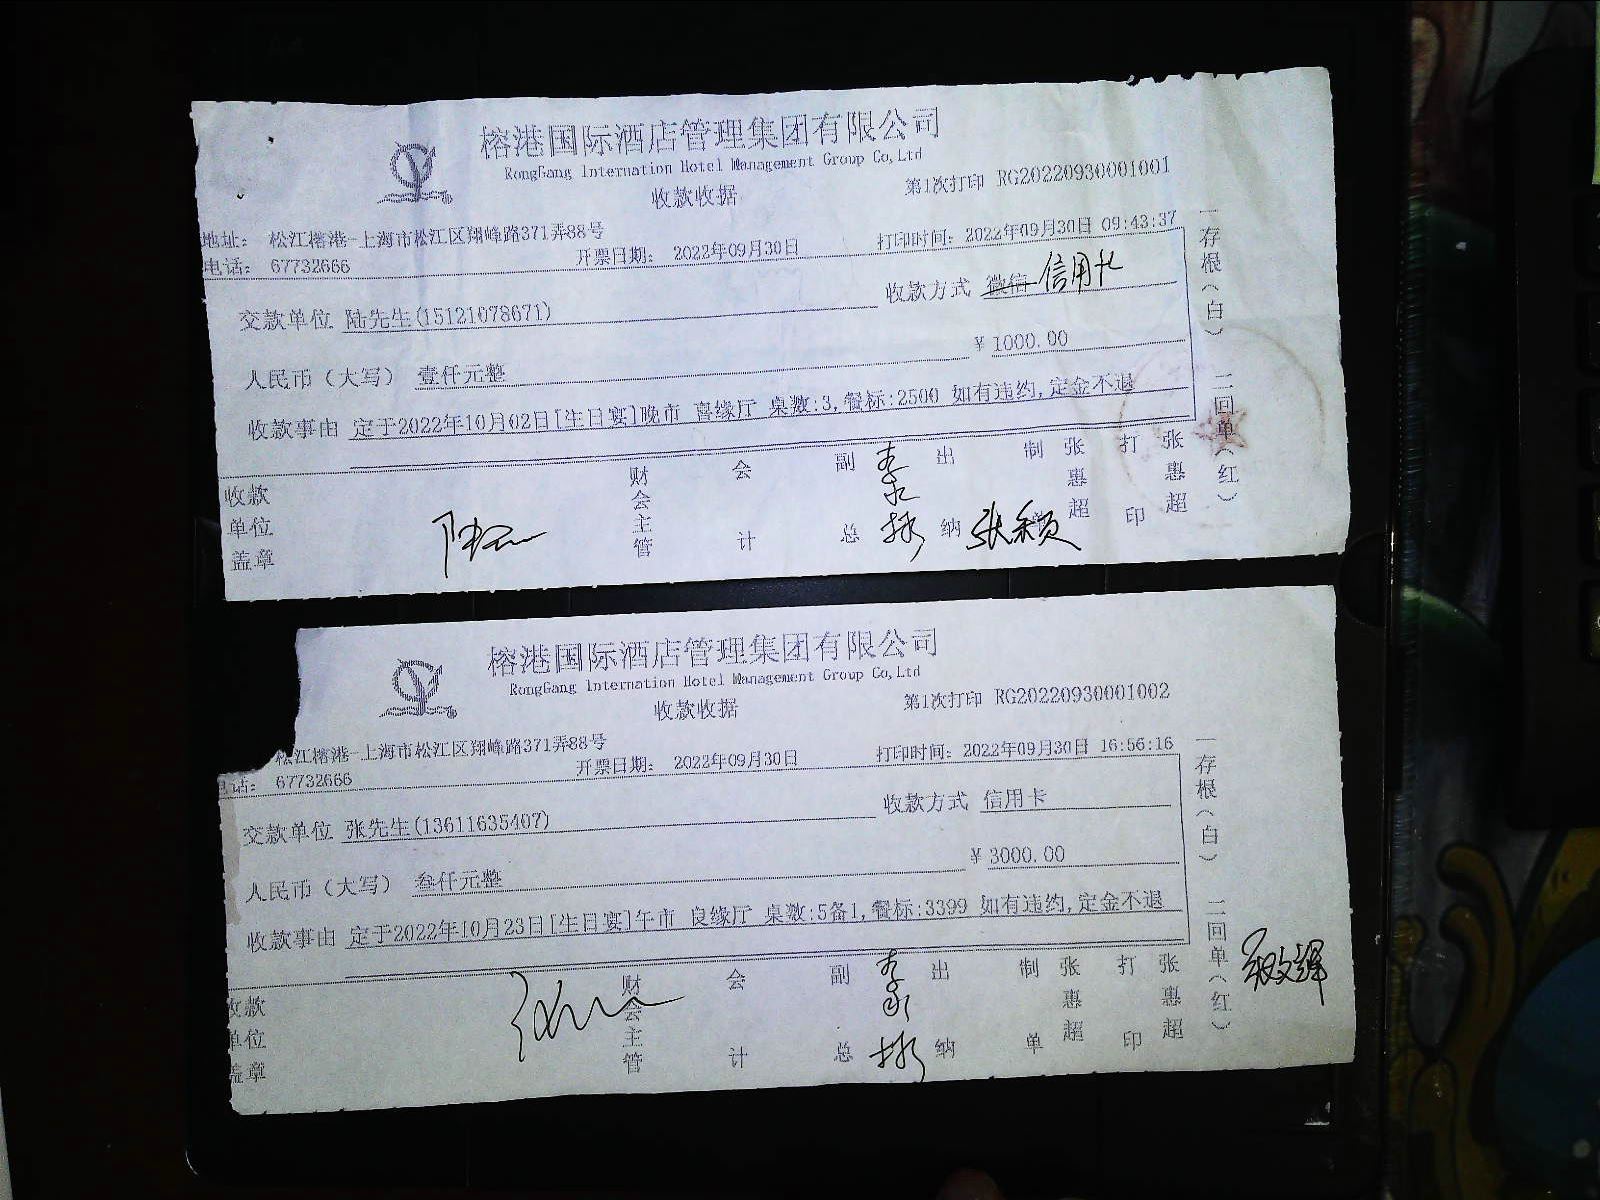 榕港国际酒店管理集团有限公司
RongGang Internation Hotel Management Group Co,Ltd
收款收据
第1次打印 RG20220930001001
地址： 松江榕港-上海市松江区翔峰路371弄88号
电话： 67732666
开票日期： 2022年09月30日
打印时间： 2022年09月30日 09:43:37
交款单位 陆先生(15121078671)
收款方式 微信 信用卡
人民币（大写） 壹仟元整
¥ 1000.00
收款事由 定于2022年10月02日[生日宴]晚市 喜缘厅 桌数:3,餐标:2500 如有违约,定金不退
收款单位盖章
财会主管
会计
副总
出纳 张颖
制单 张惠超
打印 张惠超
一存根（白） 二回单（红）
榕港国际酒店管理集团有限公司
RongGang Internation Hotel Management Group Co,Ltd
收款收据
第1次打印 RG20220930001002
松江榕港-上海市松江区翔峰路371弄88号
电话： 67732666
开票日期： 2022年09月30日
打印时间： 2022年09月30日 16:56:16
交款单位 张先生(13611635407)
收款方式 信用卡
人民币（大写） 叁仟元整
¥ 3000.00
收款事由 定于2022年10月23日[生日宴]午市 良缘厅 桌数:5备1,餐标:3399 如有违约,定金不退
收款单位盖章
财会主管
会计
副总
出纳
制单 张惠超
打印 张惠超
一存根（白） 二回单（红）